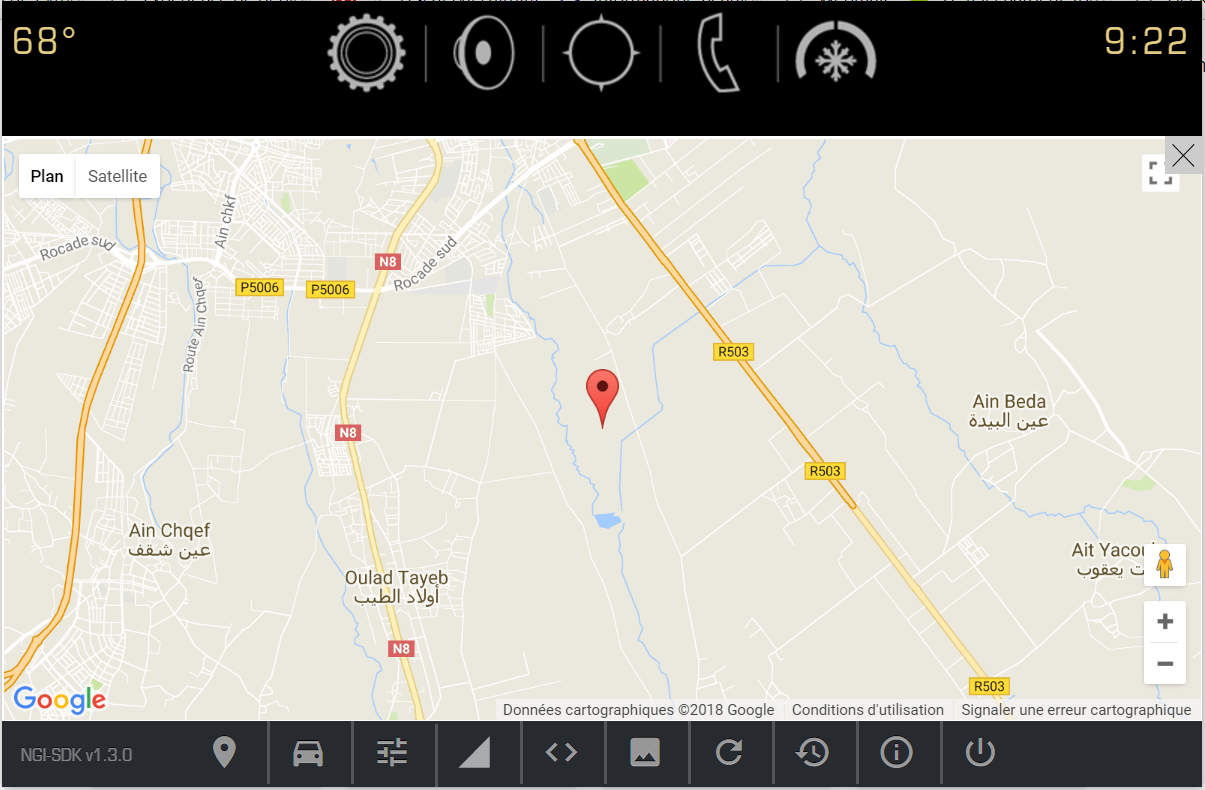 68°
9:22
Plan
Satellite
Rocade sud
Ain chkf
N8
Rocade sud
P5006
P5006
Route Ain Chqef
R503
Ain Beda
عين البيدة
N8
R503
Ain Chqef
عين شقف
Ait Yacou
ت يعقوب
Oulad Tayeb
أولاد الطيب
N8
R503
Google
Données cartographiques ©2018 Google
Conditions d'utilisation
Signaler une erreur cartographique
NGI-SDK v1.3.0